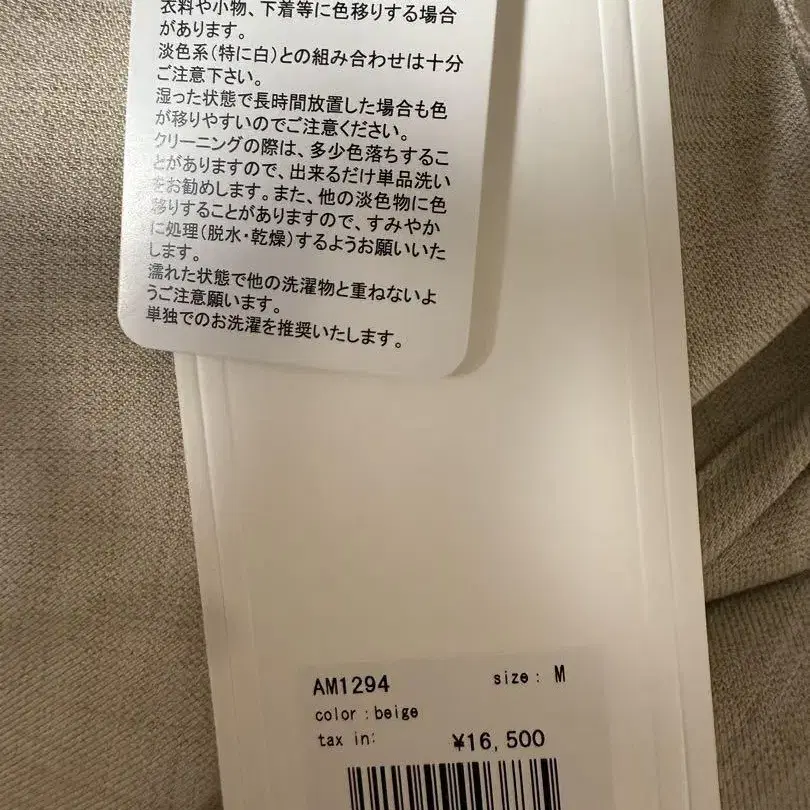 衣料や小物、下着等に色移りする場合
があります。
淡色系(特に白)との組み合わせは十分
ご注意下さい。
湿った状態で長時間放置した場合も色
が移りやすいのでご注意ください。
クリーニングの際は、多少色落ちするこ
とがありますので、出来るだけ単品洗い
をお勧めします。また、他の淡色物に色
移りすることがありますので、すみやか
に処理(脱水・乾燥)するようお願いいた
します。
濡れた状態で他の洗濯物と重ねないよ
うご注意願います。
単独でのお洗濯を推奨いたします。
AM1294 size: M
color:beige
tax in: ¥16,500